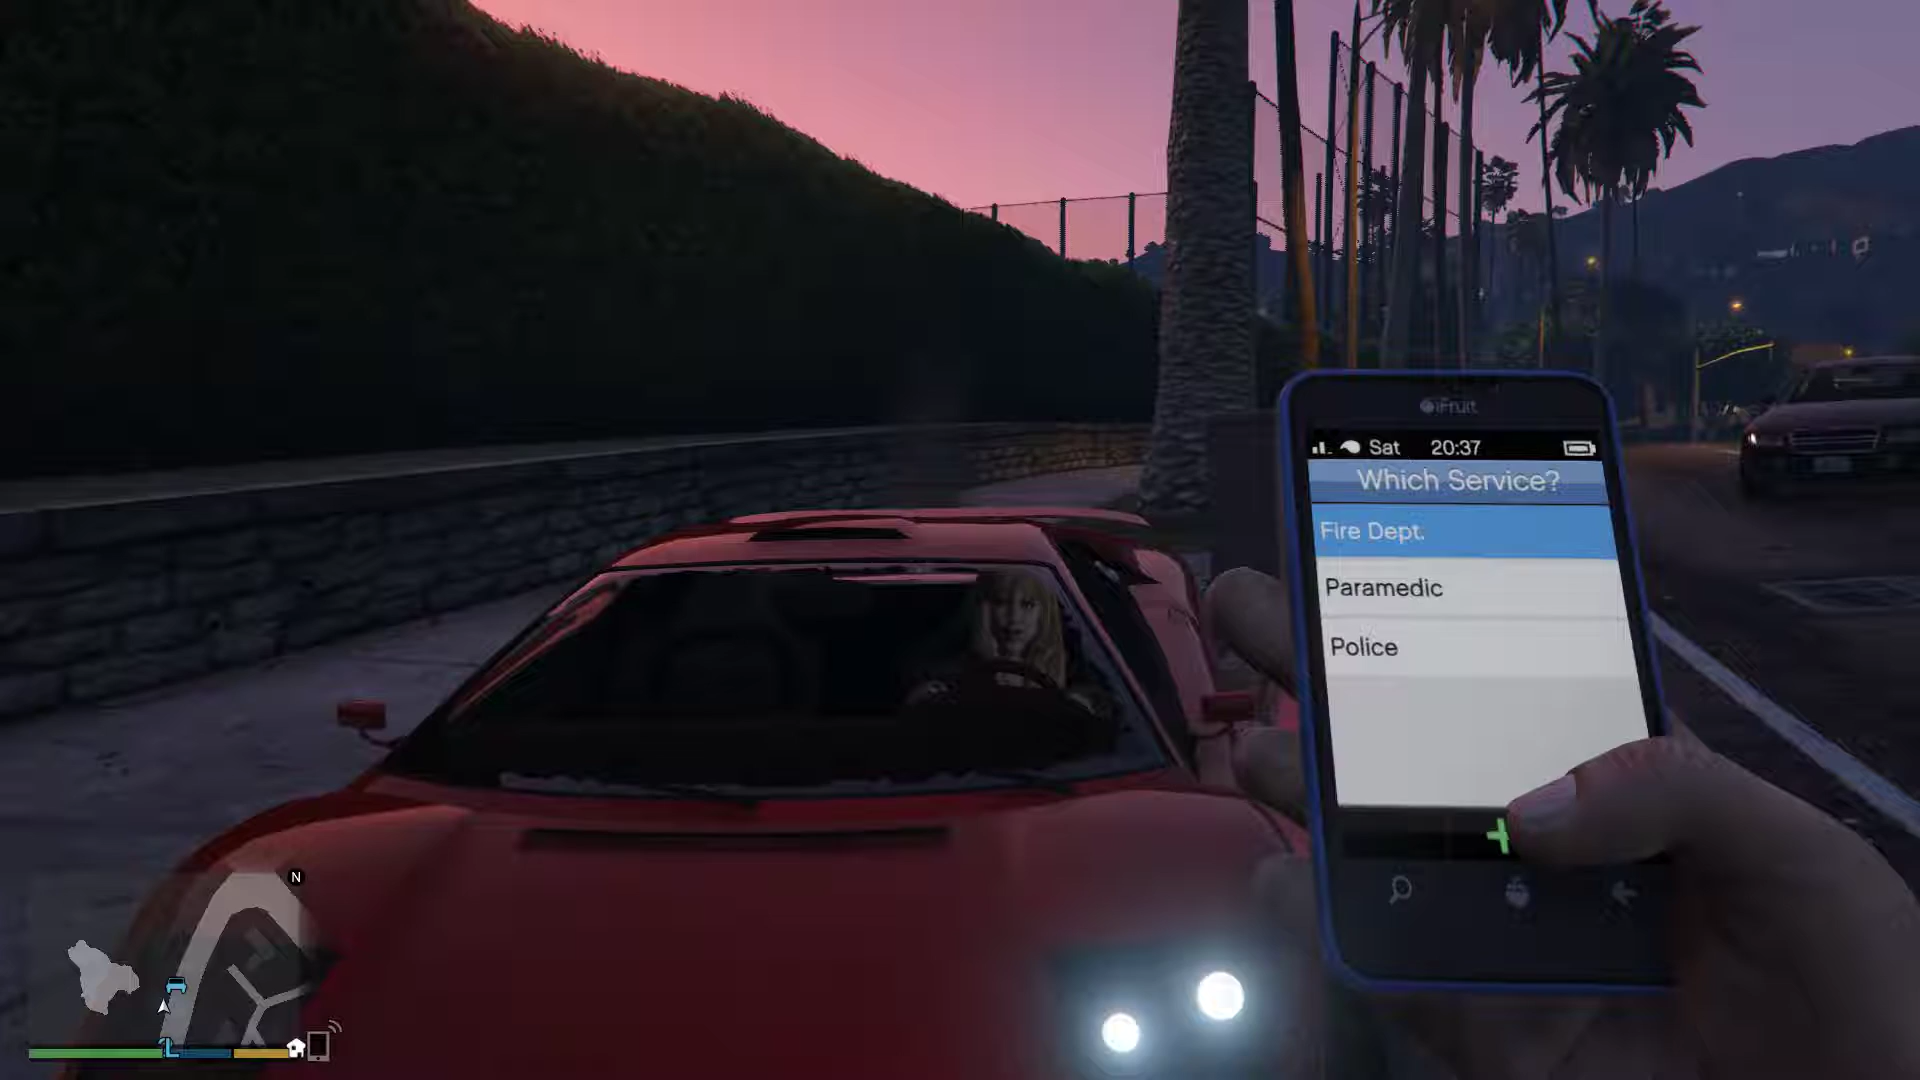 iFruit
Sat 20:37
Which Service?
Fire Dept.
Paramedic
Police
N
L